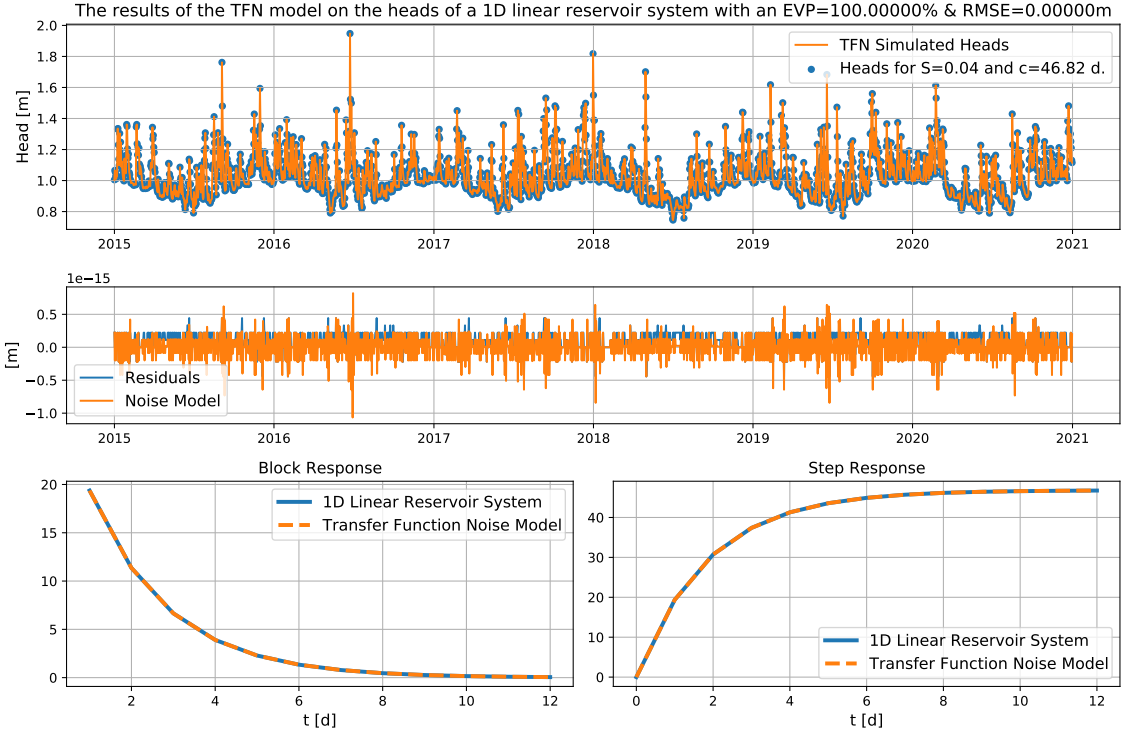 The results of the TFN model on the heads of a 1D linear reservoir system with an EVP=100.00000% & RMSE=0.00000m
2.0
1.8
1.6
1.4
1.2
1.0
0.8
Head [m]
TFN Simulated Heads
Heads for S=0.04 and c=46.82 d.
2015 2016 2017 2018 2019 2020 2021
1e−15
0.5
0.0
−0.5
−1.0
[m]
Residuals
Noise Model
2015 2016 2017 2018 2019 2020 2021
Block Response
20
15
10
5
0
1D Linear Reservoir System
Transfer Function Noise Model
2 4 6 8 10 12
t [d]
Step Response
40
30
20
10
0
1D Linear Reservoir System
Transfer Function Noise Model
0 2 4 6 8 10 12
t [d]